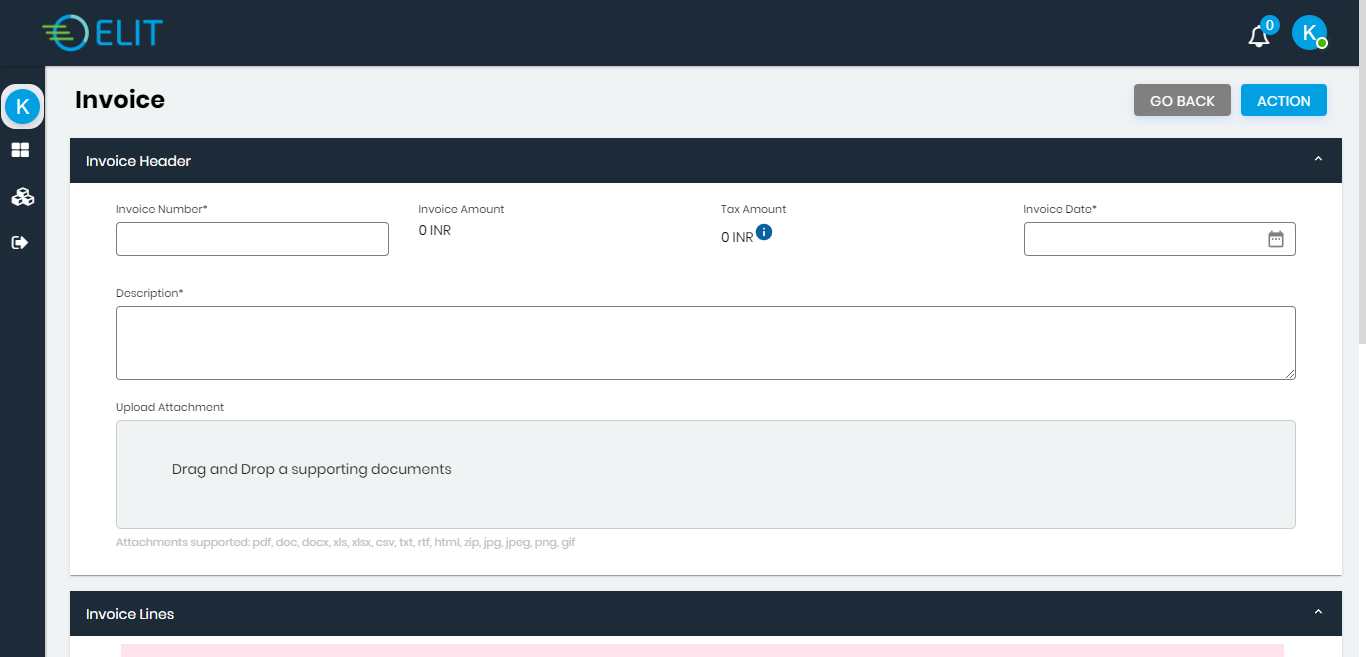 ELIT
0
K
K
Invoice
GO BACK
ACTION
Invoice Header
Invoice Number*
Invoice Amount
Tax Amount
Invoice Date*
0 INR
0 INR
i
Description*
Upload Attachment
Drag and Drop a supporting documents
Attachments supported: pdf, doc, docx, xls, xlsx, csv, txt, rtf, html, zip, jpg, jpeg, png, gif
Invoice Lines